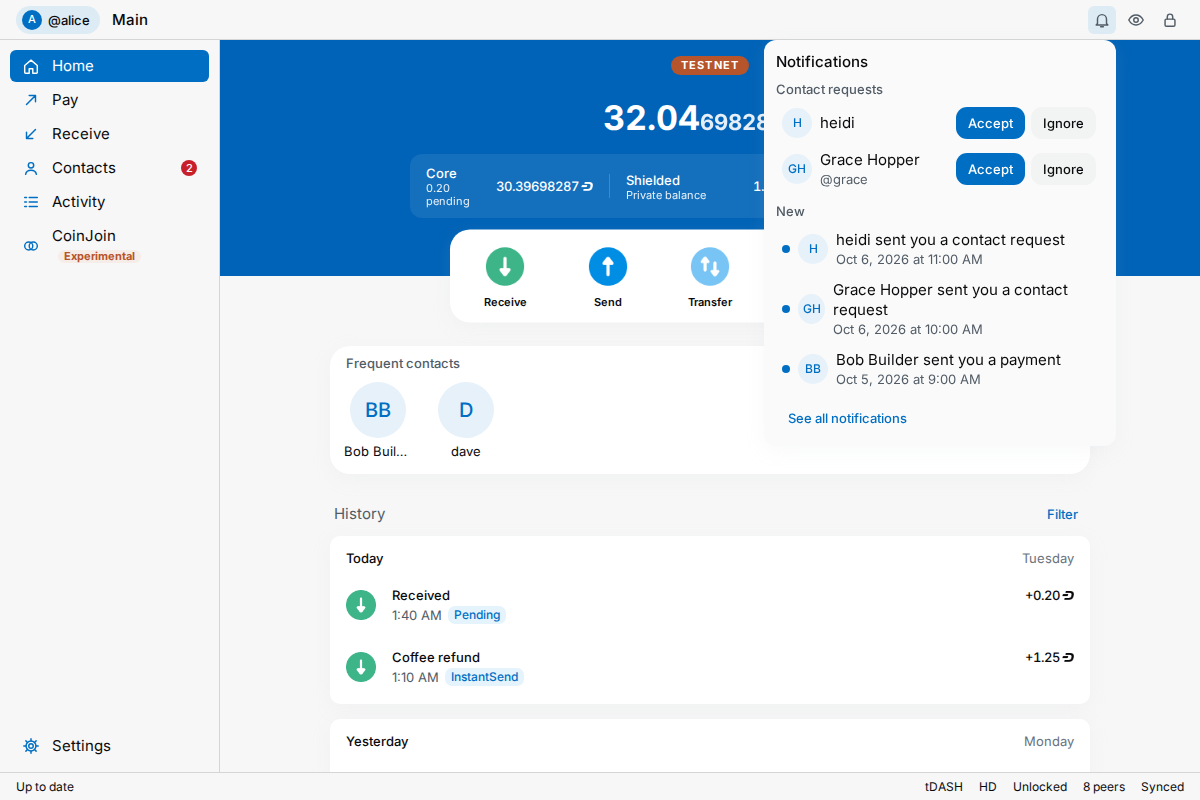 A @alice Main
Home
Pay
Receive
Contacts 2
Activity
CoinJoin
Experimental
Settings
TESTNET
32.0469828
Core
0.20
pending
30.39698287
Shielded
Private balance
1.
Receive
Send
Transfer
Frequent contacts
BB
D
Bob Buil...
dave
History
Filter
Today
Tuesday
Received
+0.20
1:40 AM Pending
Coffee refund
+1.25
1:10 AM InstantSend
Yesterday
Monday
Notifications
Contact requests
H heidi Accept Ignore
GH Grace Hopper
@grace
Accept Ignore
New
H heidi sent you a contact request
Oct 6, 2026 at 11:00 AM
GH Grace Hopper sent you a contact
request
Oct 6, 2026 at 10:00 AM
BB Bob Builder sent you a payment
Oct 5, 2026 at 9:00 AM
See all notifications
Up to date
tDASH HD Unlocked 8 peers Synced